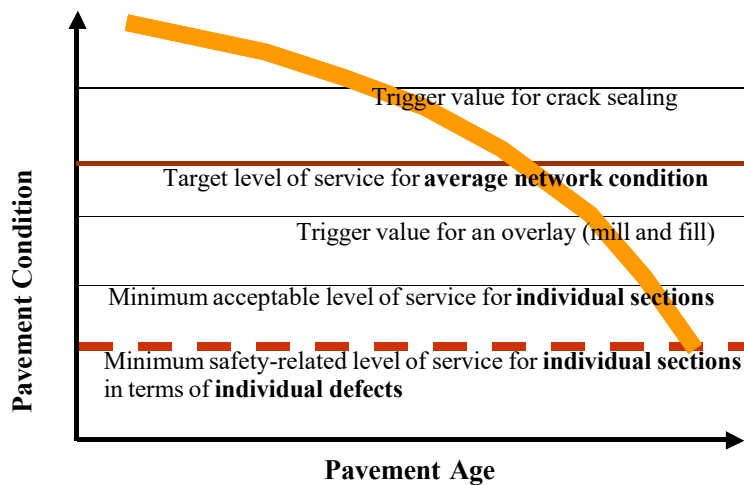 Trigger value for crack sealing
Target level of service for average network condition
Trigger value for an overlay (mill and fill)
Minimum acceptable level of service for individual sections
Minimum safety-related level of service for individual sections
in terms of individual defects
Pavement Condition
Pavement Age